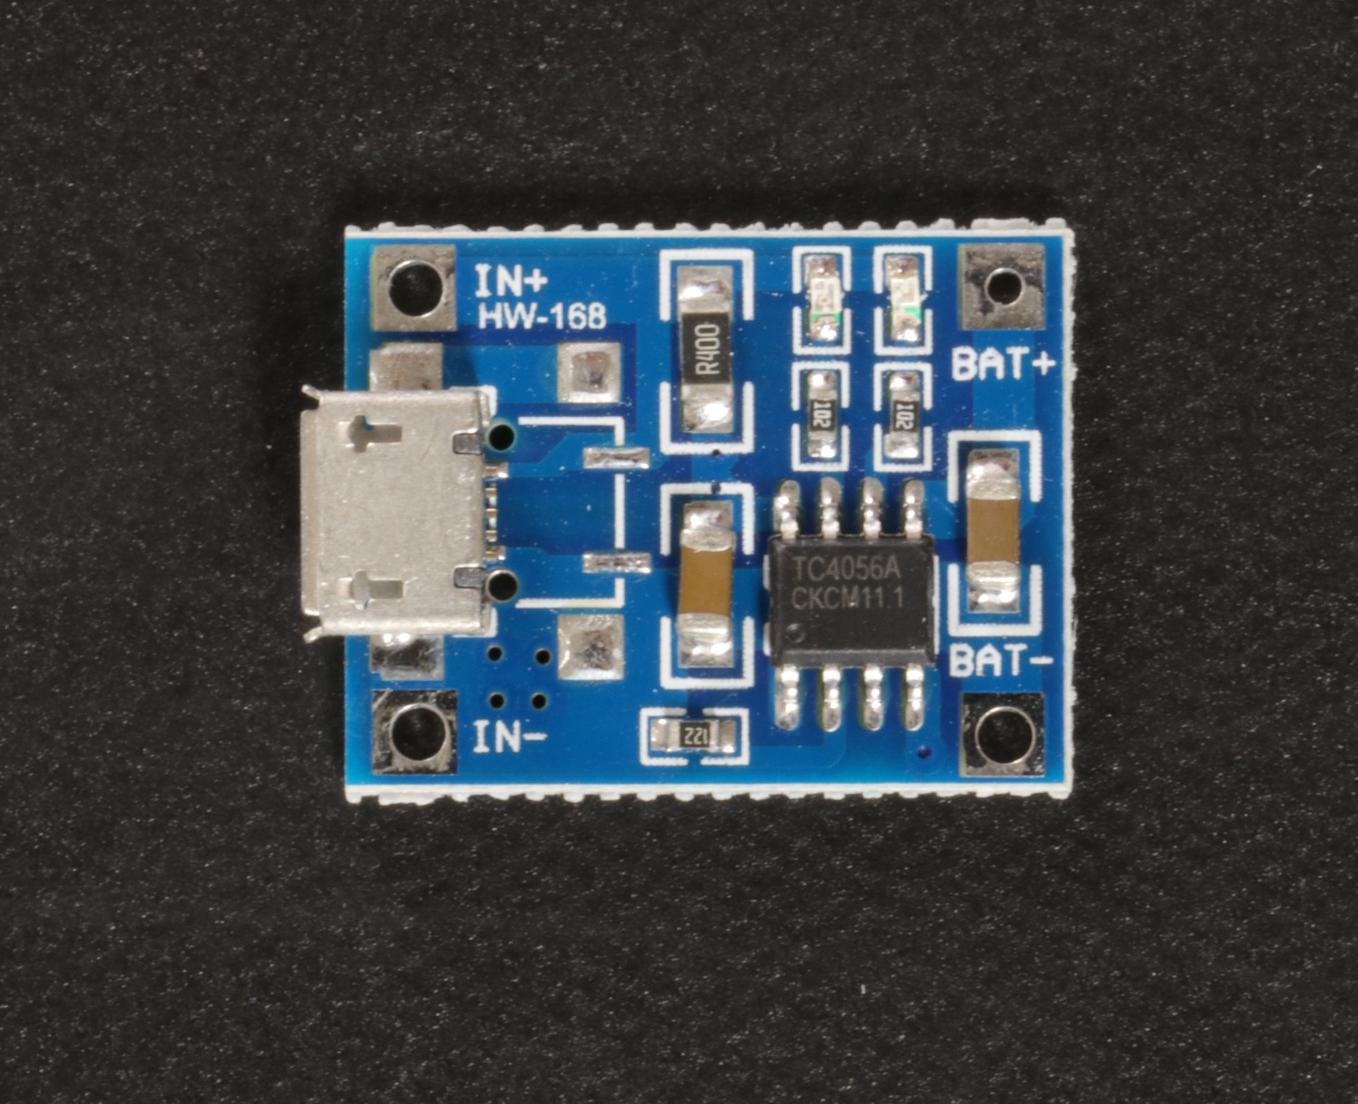 IN+
HW-168
R400
102
102
BAT+
TC4056A
CKCM11.1
BAT-
IN-
122